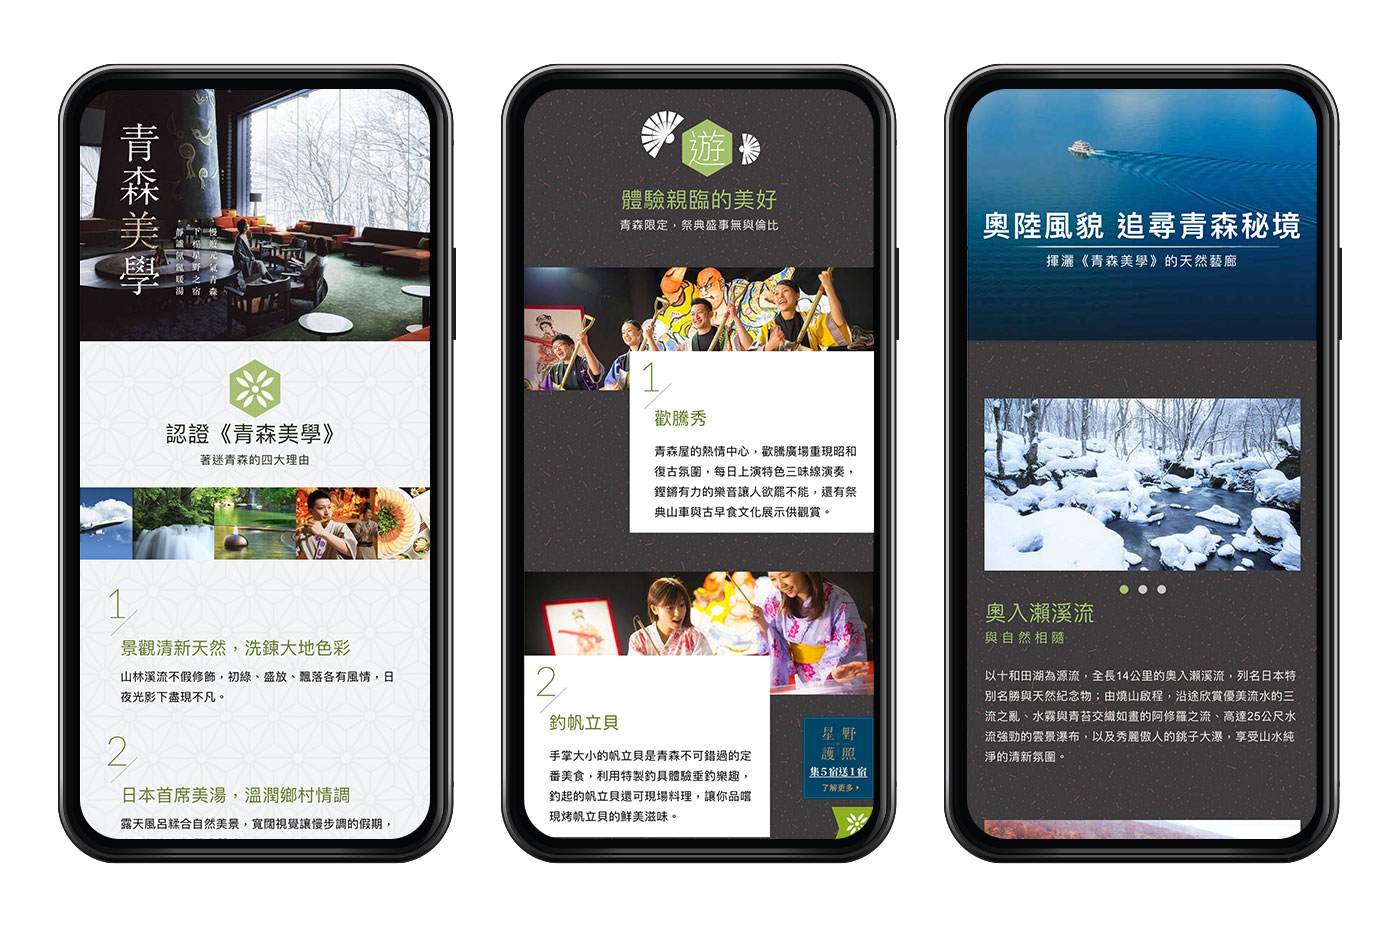 青森美學
慢遊元氣青森
下榻星野之宿
靜謐氤氳暖湯
認證《青森美學》
著迷青森的四大理由
1
景觀清新天然，洗鍊大地色彩
山林溪流不假修飾，初綠、盛放、飄落各有風情，日
夜光影下盡現不凡。
2
日本首席美湯，溫潤鄉村情調
露天風呂糅合自然美景，寬闊視覺讓慢步調的假期，
遊
體驗親臨的美好
青森限定，祭典盛事無與倫比
1
歡騰秀
青森屋的熱情中心，歡騰廣場重現昭和
復古氛圍，每日上演特色三味線演奏，
鏗鏘有力的樂音讓人欲罷不能，還有祭
典山車與古早食文化展示供觀賞。
2
釣帆立貝
手掌大小的帆立貝是青森不可錯過的定
番美食，利用特製釣具體驗垂釣樂趣，
釣起的帆立貝還可現場料理，讓你品嚐
現烤帆立貝的鮮美滋味。
星野
護照
集5宿送1宿
了解更多
奧陸風貌 追尋青森秘境
揮灑《青森美學》的天然藝廊
奧入瀨溪流
與自然相隨
以十和田湖為源流，全長14公里的奧入瀨溪流，列名日本特
別名勝與天然紀念物；由燒山啟程，沿途欣賞優美流水的三
流之亂、水霧與青苔交織如畫的阿修羅之流、高達25公尺水
流強勁的雲景瀑布，以及秀麗傲人的銚子大瀑，享受山水純
淨的清新氛圍。